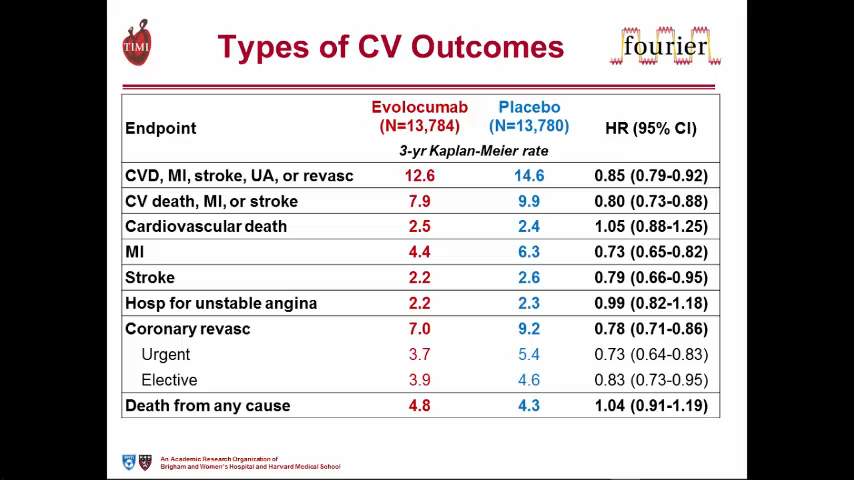 TIMI
Types of CV Outcomes
fourier
Endpoint Evolocumab (N=13,784) Placebo (N=13,780) HR (95% CI)
3-yr Kaplan-Meier rate
CVD, MI, stroke, UA, or revasc 12.6 14.6 0.85 (0.79-0.92)
CV death, MI, or stroke 7.9 9.9 0.80 (0.73-0.88)
Cardiovascular death 2.5 2.4 1.05 (0.88-1.25)
MI 4.4 6.3 0.73 (0.65-0.82)
Stroke 2.2 2.6 0.79 (0.66-0.95)
Hosp for unstable angina 2.2 2.3 0.99 (0.82-1.18)
Coronary revasc 7.0 9.2 0.78 (0.71-0.86)
Urgent 3.7 5.4 0.73 (0.64-0.83)
Elective 3.9 4.6 0.83 (0.73-0.95)
Death from any cause 4.8 4.3 1.04 (0.91-1.19)
An Academic Research Organization of
Brigham and Women's Hospital and Harvard Medical School